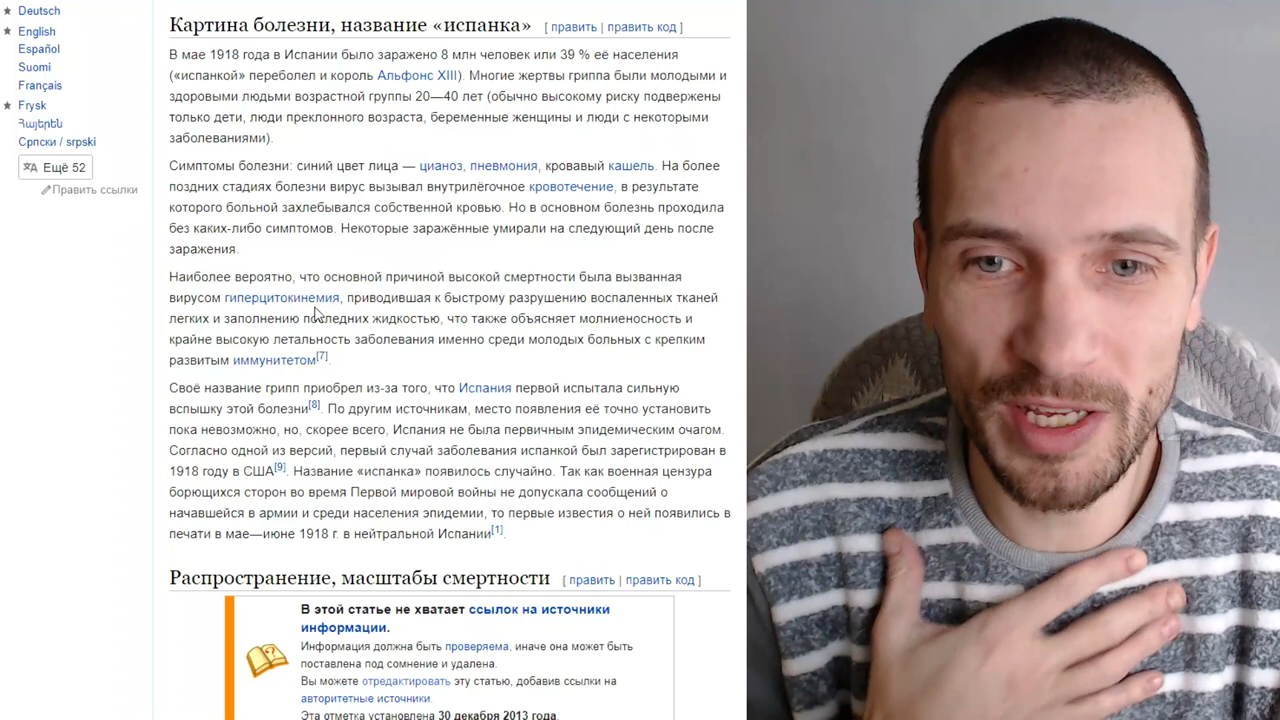 Deutsch
English
Español
Suomi
Français
Frysk
Հայերեն
Српски / srpski
Ещё 52
Править ссылки
Картина болезни, название «испанка» [ править | править код ]
В мае 1918 года в Испании было заражено 8 млн человек или 39 % её населения
(«испанкой» переболел и король Альфонс XIII). Многие жертвы гриппа были молодыми и
здоровыми людьми возрастной группы 20—40 лет (обычно высокому риску подвержены
только дети, люди преклонного возраста, беременные женщины и люди с некоторыми
заболеваниями).
Симптомы болезни: синий цвет лица — цианоз, пневмония, кровавый кашель. На более
поздних стадиях болезни вирус вызывал внутрилёгочное кровотечение, в результате
которого больной захлебывался собственной кровью. Но в основном болезнь проходила
без каких-либо симптомов. Некоторые заражённые умирали на следующий день после
заражения.
Наиболее вероятно, что основной причиной высокой смертности была вызванная
вирусом гиперцитокинемия, приводившая к быстрому разрушению воспаленных тканей
легких и заполнению последних жидкостью, что также объясняет молниеносность и
крайне высокую летальность заболевания именно среди молодых больных с крепким
развитым иммунитетом[7].
Своё название грипп приобрел из-за того, что Испания первой испытала сильную
вспышку этой болезни[8]. По другим источникам, место появления её точно установить
пока невозможно, но, скорее всего, Испания не была первичным эпидемическим очагом.
Согласно одной из версий, первый случай заболевания испанкой был зарегистрирован в
1918 году в США[9]. Название «испанка» появилось случайно. Так как военная цензура
борющихся сторон во время Первой мировой войны не допускала сообщений о
начавшейся в армии и среди населения эпидемии, то первые известия о ней появились в
печати в мае—июне 1918 г. в нейтральной Испании[1].
Распространение, масштабы смертности [ править | править код ]
В этой статье не хватает ссылок на источники
информации.
Информация должна быть проверяема, иначе она может быть
поставлена под сомнение и удалена.
Вы можете отредактировать эту статью, добавив ссылки на
авторитетные источники.
Эта отметка установлена 30 декабря 2013 года.